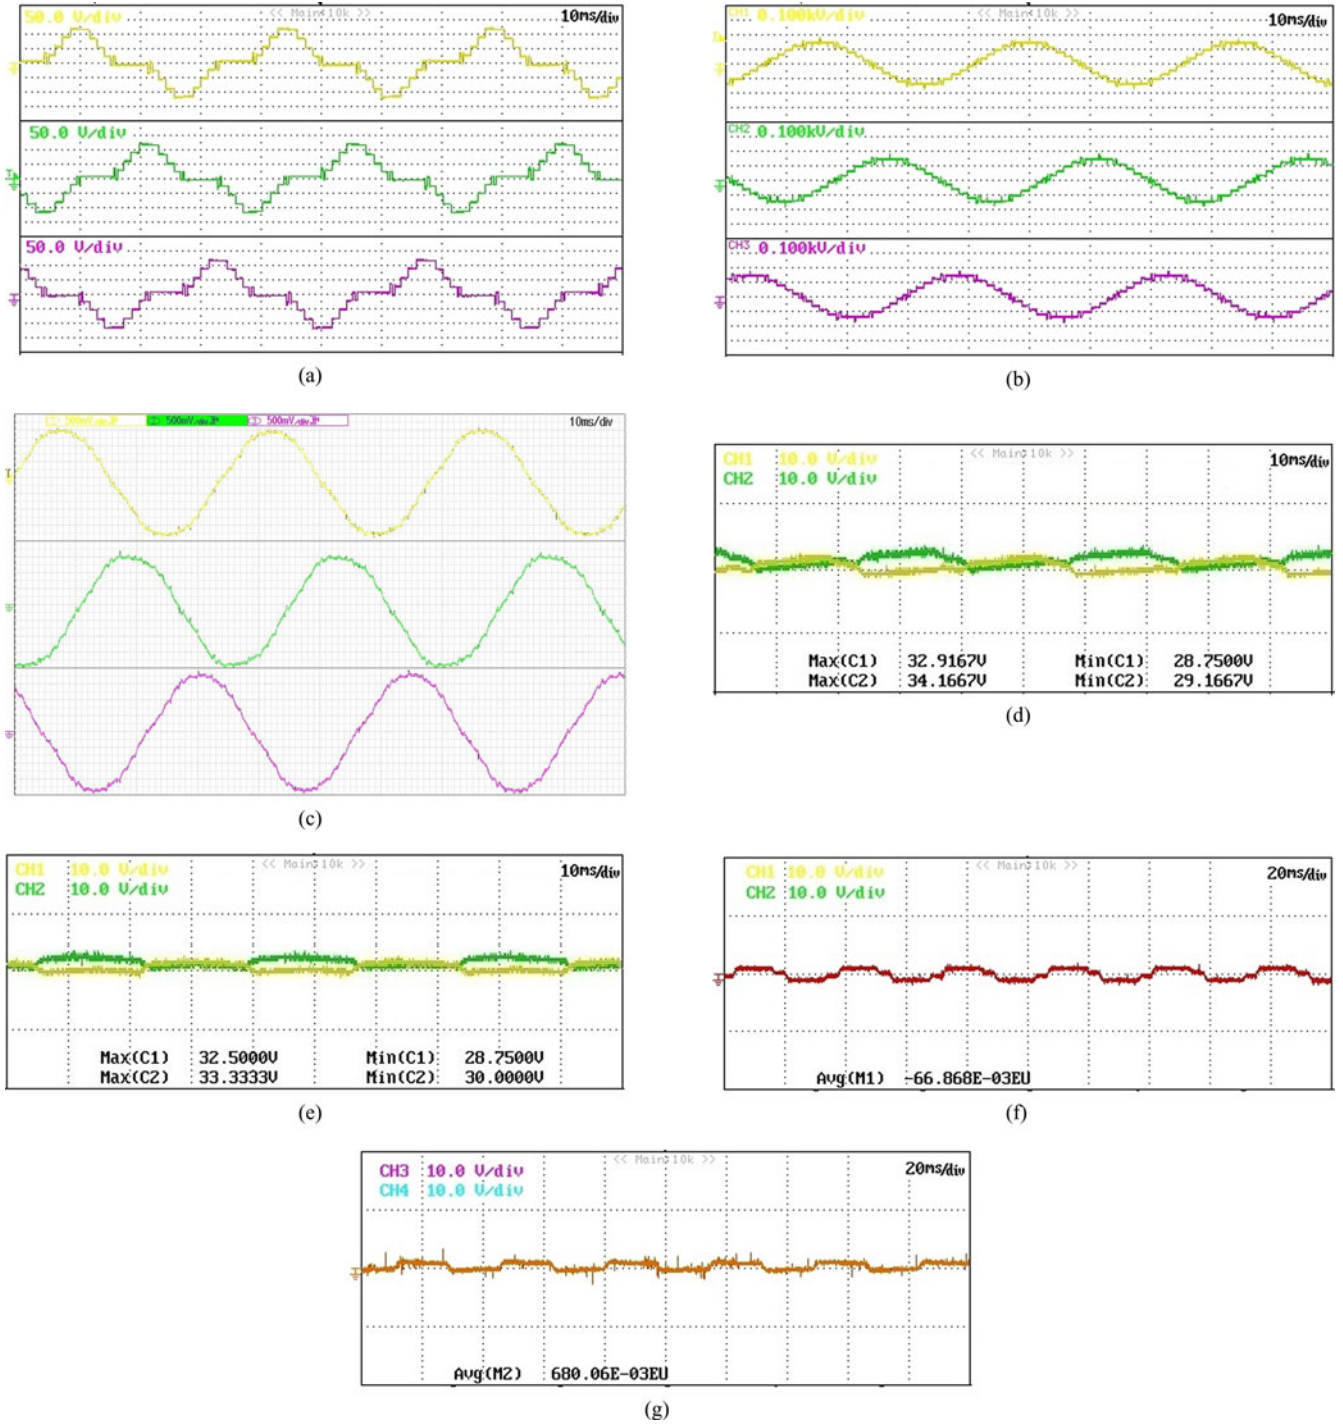 50.0 V/div << Main:10k >> 10ms/div
50.0 V/div
50.0 V/div
(a)
CH1 0.100kV/div << Main:10k >> 10ms/div
CH2 0.100kV/div
CH3 0.100kV/div
(b)
500mV 500mV 500mV 10ms/div
(c)
CH1 10.0 V/div << Main:10k >> 10ms/div
CH2 10.0 V/div
Max(C1) 32.9167V Min(C1) 28.7500V
Max(C2) 34.1667V Min(C2) 29.1667V
(d)
CH1 10.0 V/div << Main:10k >> 10ms/div
CH2 10.0 V/div
Max(C1) 32.5000V Min(C1) 28.7500V
Max(C2) 33.3333V Min(C2) 30.0000V
(e)
CH1 10.0 V/div << Main:10k >> 20ms/div
CH2 10.0 V/div
Avg(M1) -66.868E-03EU
(f)
CH3 10.0 V/div << Main:10k >> 20ms/div
CH4 10.0 V/div
Avg(M2) 680.06E-03EU
(g)